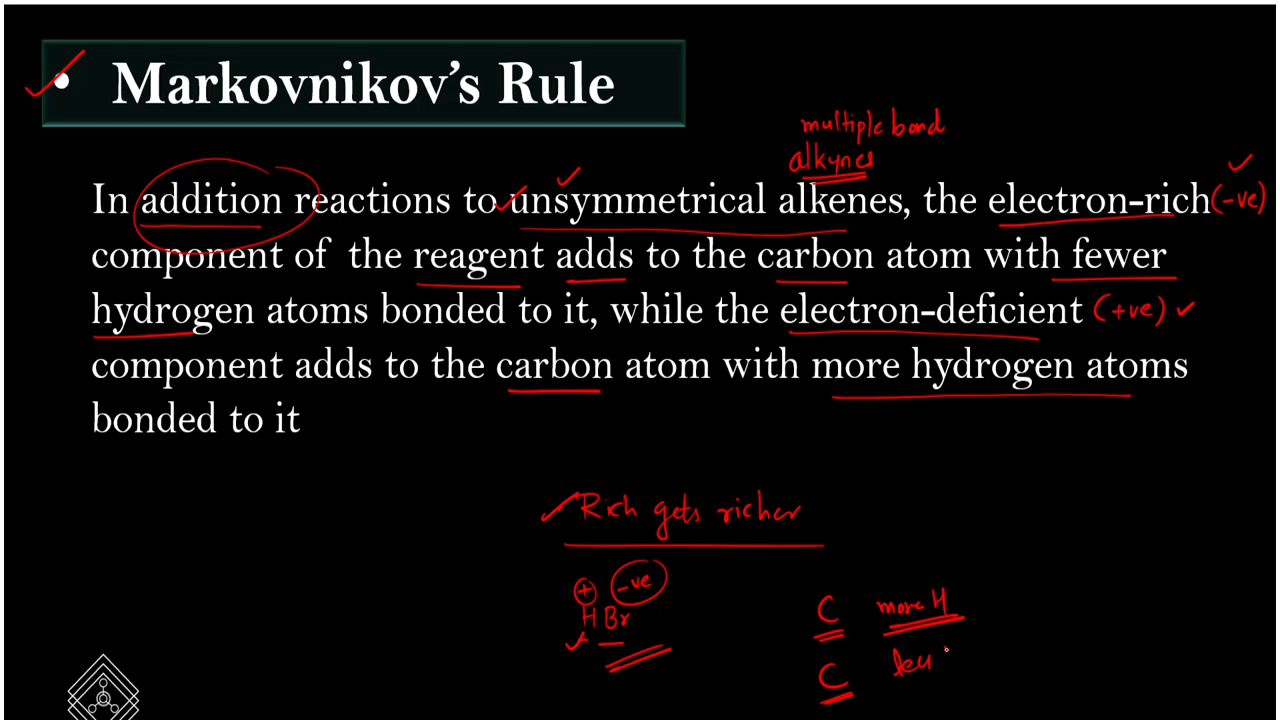 • Markovnikov's Rule
multiple bond
alkynes
In addition reactions to unsymmetrical alkenes, the electron-rich (-ve)
component of the reagent adds to the carbon atom with fewer
hydrogen atoms bonded to it, while the electron-deficient (+ve)
component adds to the carbon atom with more hydrogen atoms
bonded to it
Rich gets richer
+ -ve
H Br
C more H
C